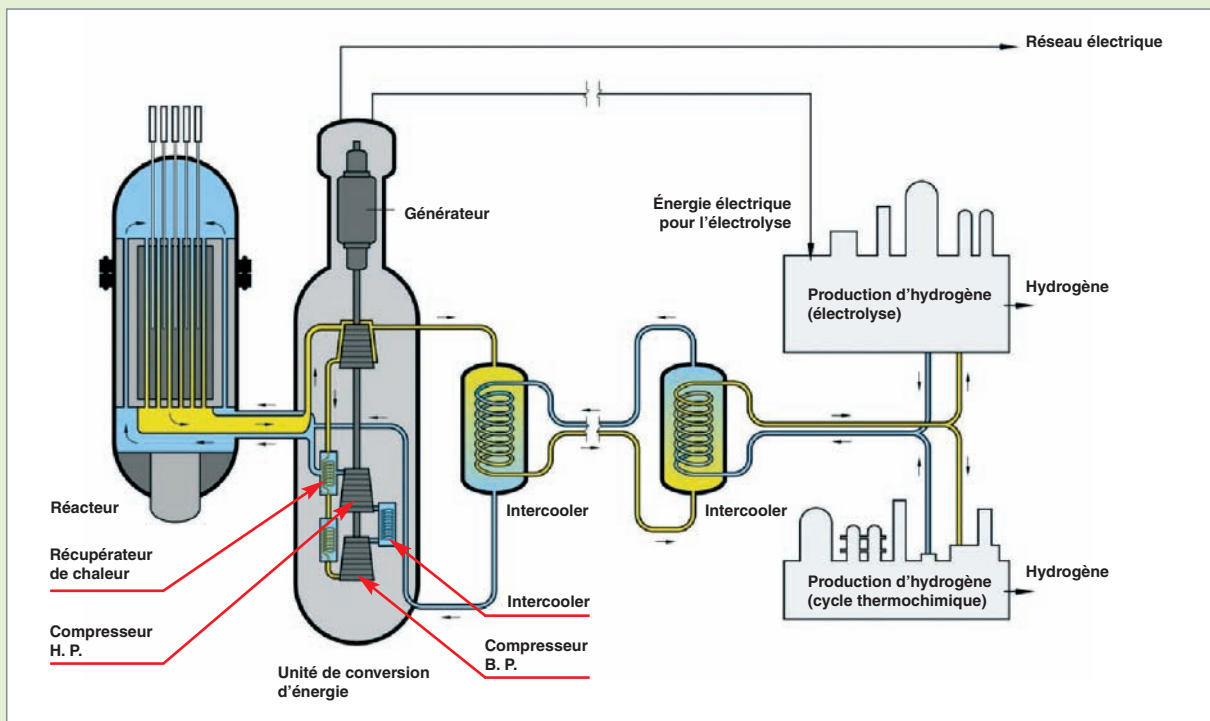 Réseau électrique
Générateur
Énergie électrique
pour l'électrolyse
Production d'hydrogène
(électrolyse)
Hydrogène
Réacteur
Récupérateur
de chaleur
Compresseur
H. P.
Unité de conversion
d'énergie
Intercooler
Compresseur
B. P.
Intercooler
Intercooler
Production d'hydrogène
(cycle thermochimique)
Hydrogène